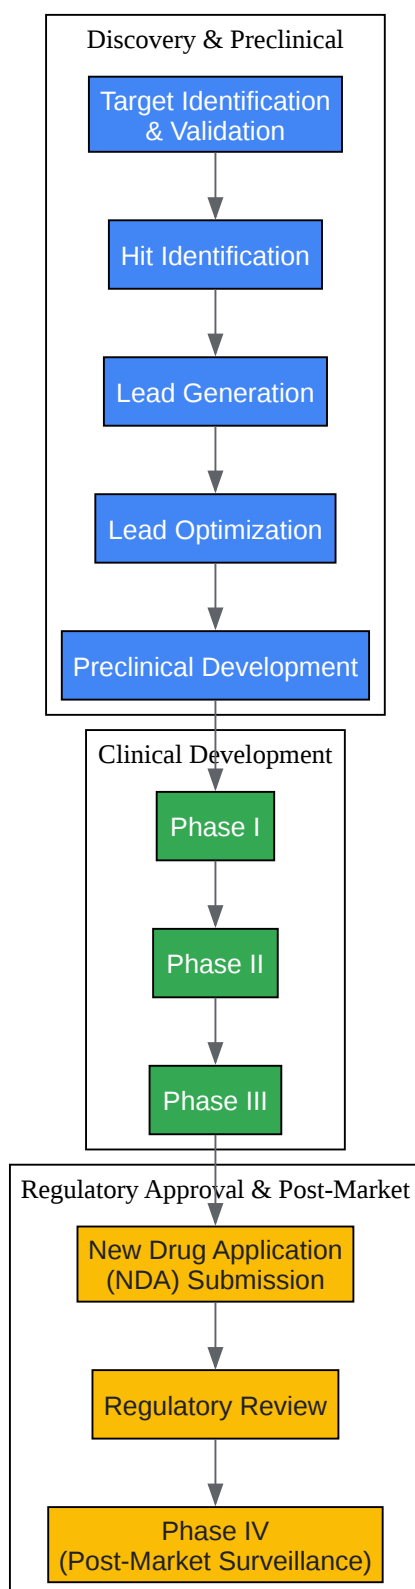 Discovery & Preclinical
Target Identification
& Validation
Hit Identification
Lead Generation
Lead Optimization
Preclinical Development
Clinical Development
Phase I
Phase II
Phase III
Regulatory Approval & Post-Market
New Drug Application
(NDA) Submission
Regulatory Review
Phase IV
(Post-Market Surveillance)